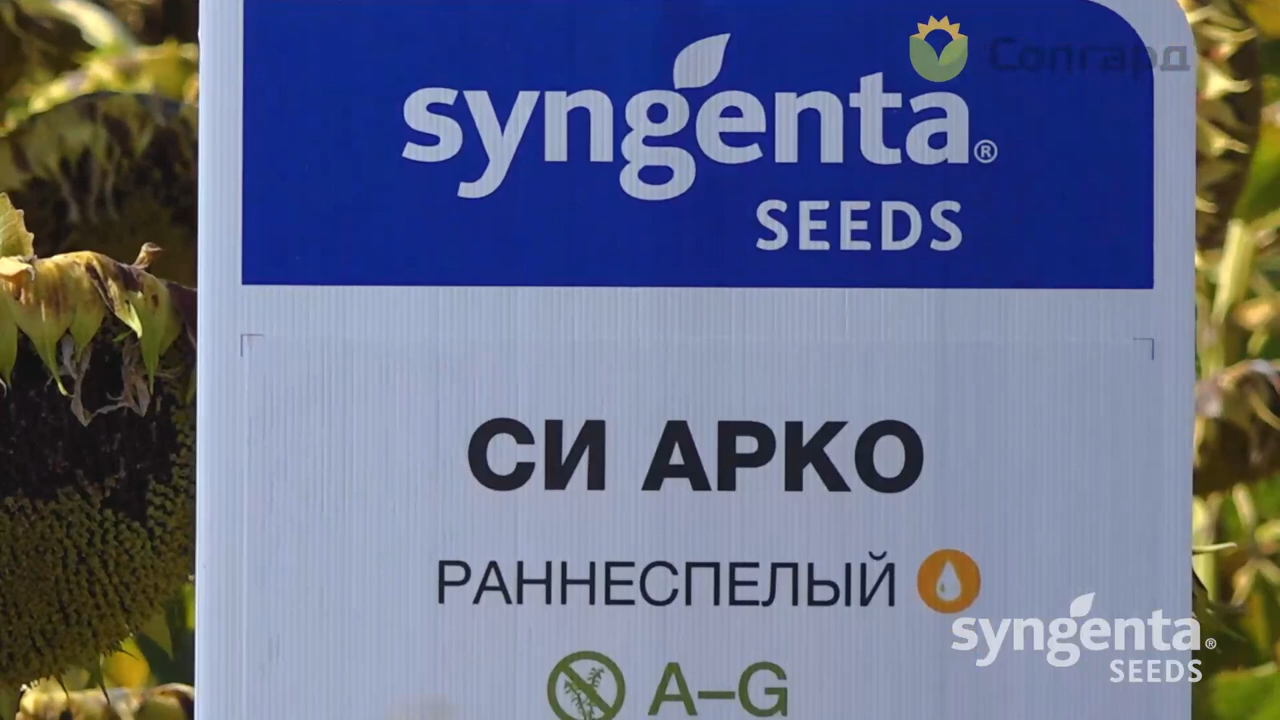 Солгард
syngenta®
SEEDS
СИ АРКО
РАННЕСПЕЛЫЙ
A–G
syngenta®
SEEDS